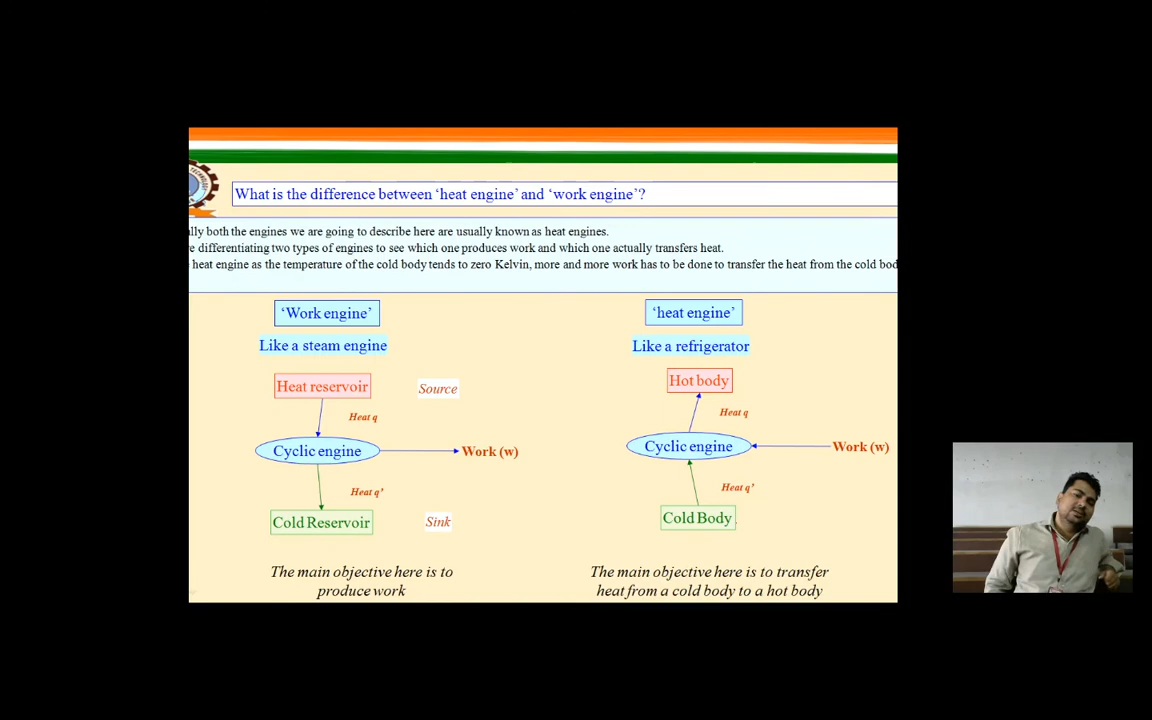 What is the difference between ‘heat engine’ and ‘work engine’?
both the engines we are going to describe here are usually known as heat engines.
differentiating two types of engines to see which one produces work and which one actually transfers heat.
heat engine as the temperature of the cold body tends to zero Kelvin, more and more work has to be done to transfer the heat from the cold
‘Work engine’
Like a steam engine
Heat reservoir
Source
Heat q
Cyclic engine
Work (w)
Heat q’
Cold Reservoir
Sink
The main objective here is to
produce work
‘heat engine’
Like a refrigerator
Hot body
Heat q
Cyclic engine
Work (w)
Heat q’
Cold Body
The main objective here is to transfer
heat from a cold body to a hot body